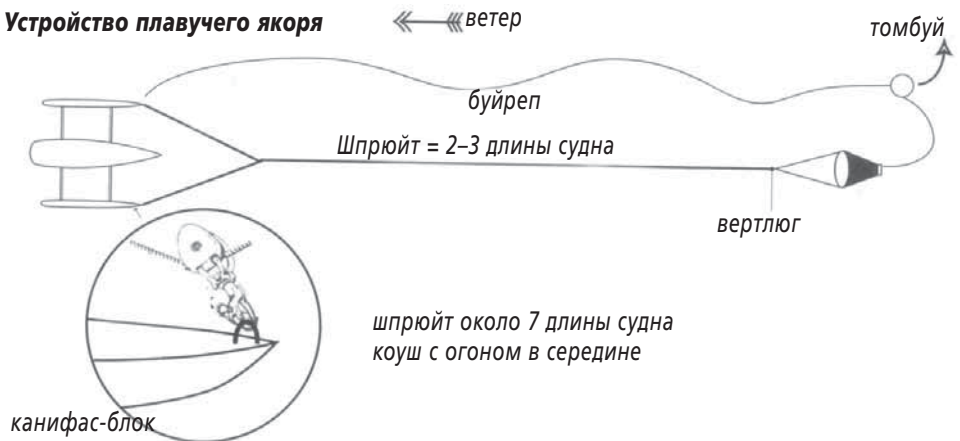 Устройство плавучего якоря
ветер
томбуй
буйреп
Шпрюйт = 2–3 длины судна
вертлюг
шпрюйт около 7 длины судна
коуш с огоном в середине
канифас-блок